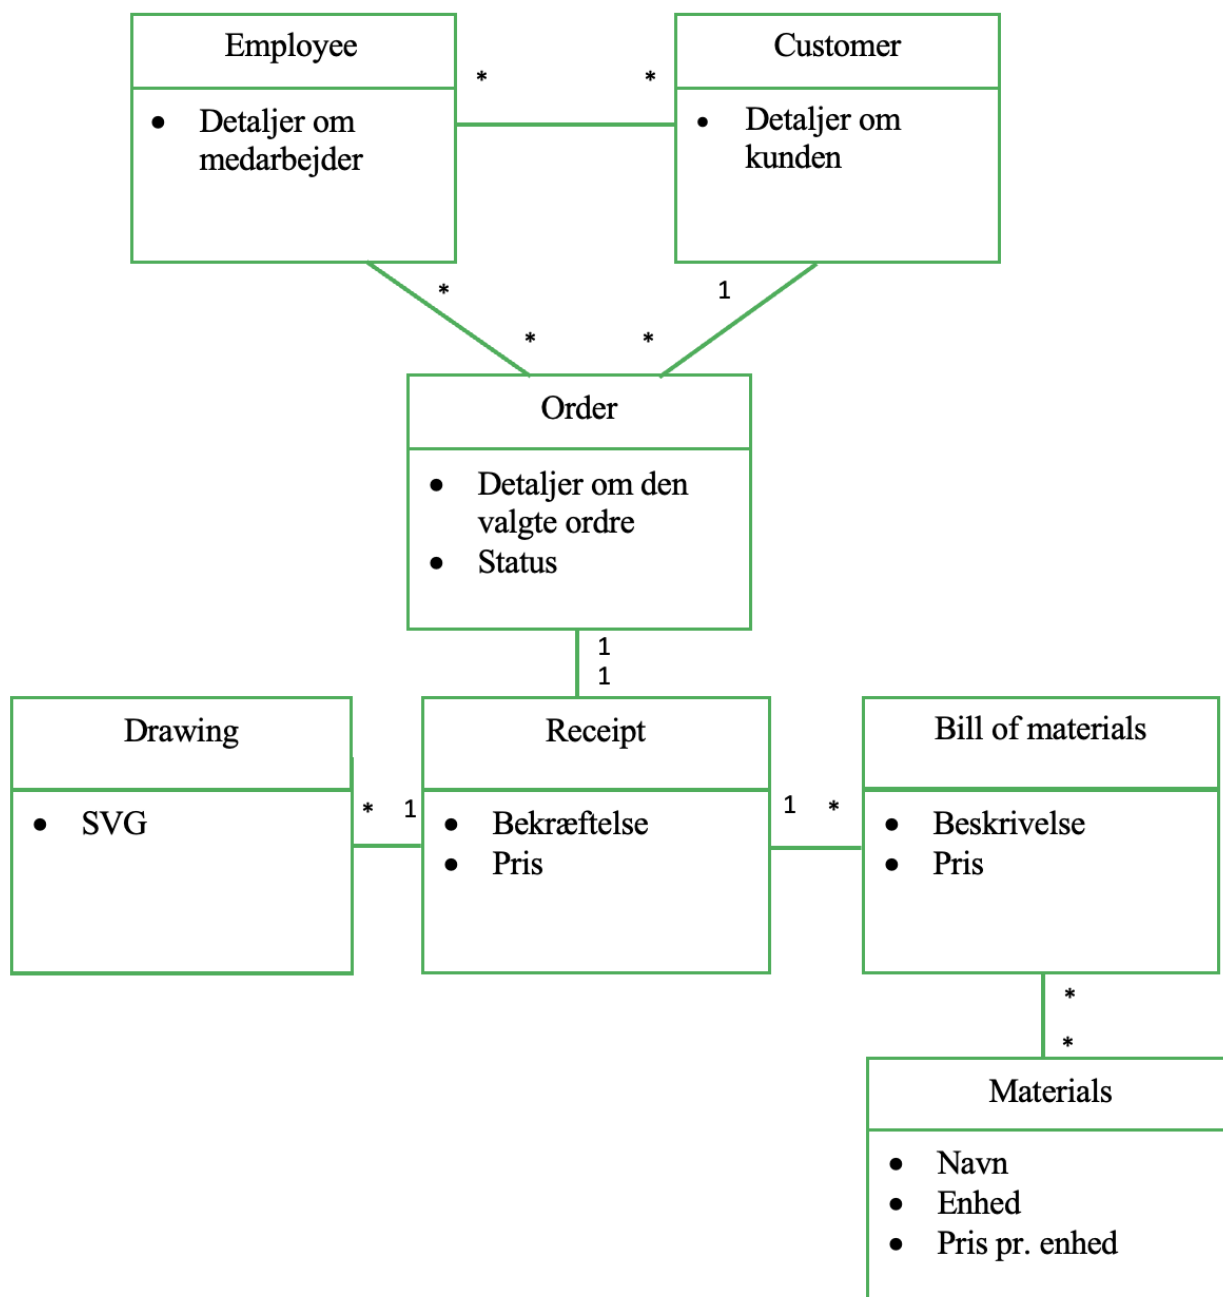 Employee
Customer
* *
• Detaljer om
medarbejder
• Detaljer om
kunden
* 1
* *
Order
• Detaljer om den
valgte ordre
• Status
1
1
Drawing
Receipt
Bill of materials
* 1
1 *
• SVG
• Bekræftelse
• Pris
• Beskrivelse
• Pris
*
*
Materials
• Navn
• Enhed
• Pris pr. enhed